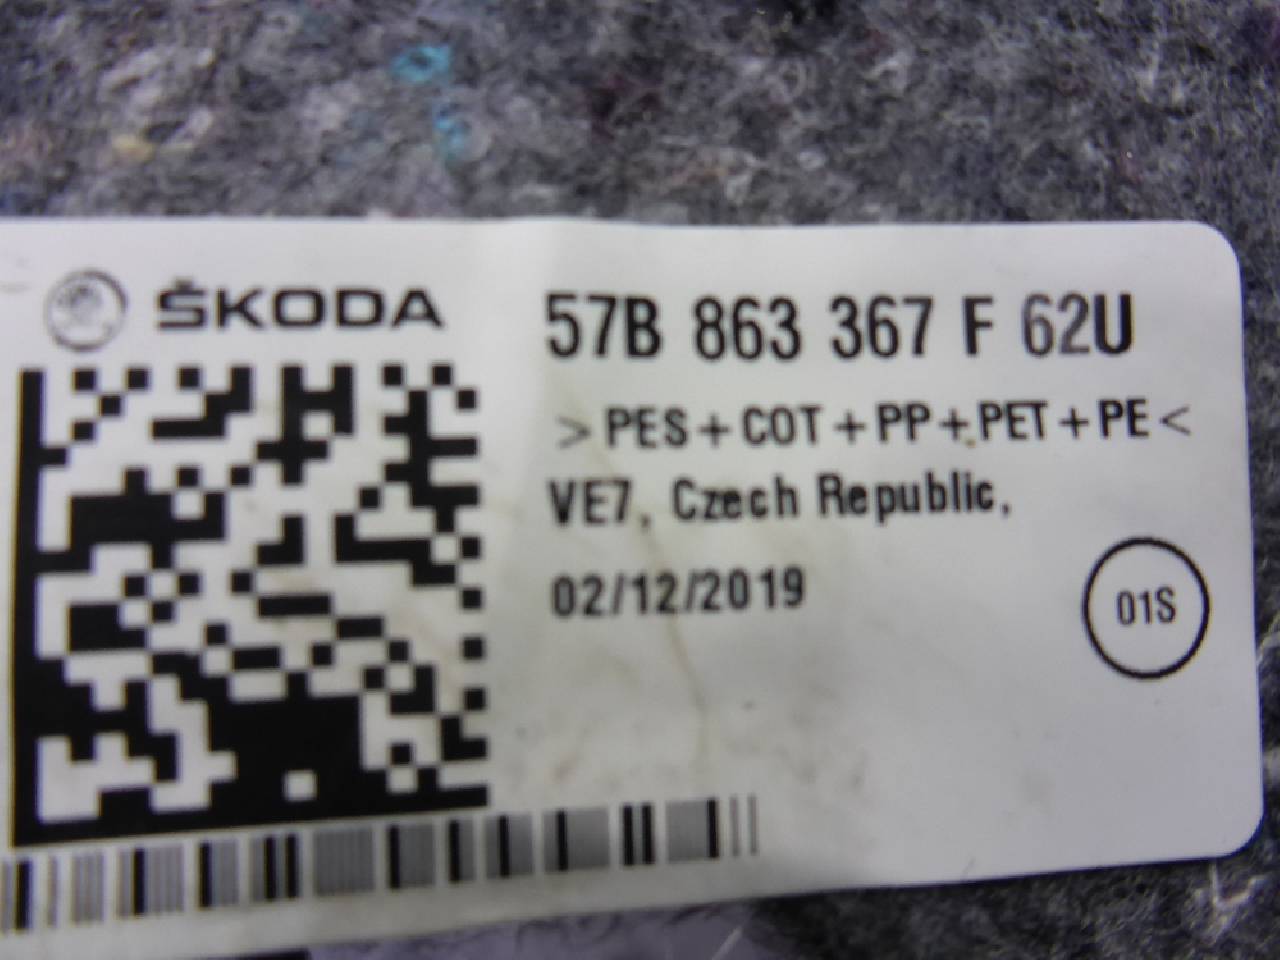 ŠKODA
57B 863 367 F 62U
>PES+COT+PP+PET+PE<
VE7, Czech Republic,
02/12/2019
01S